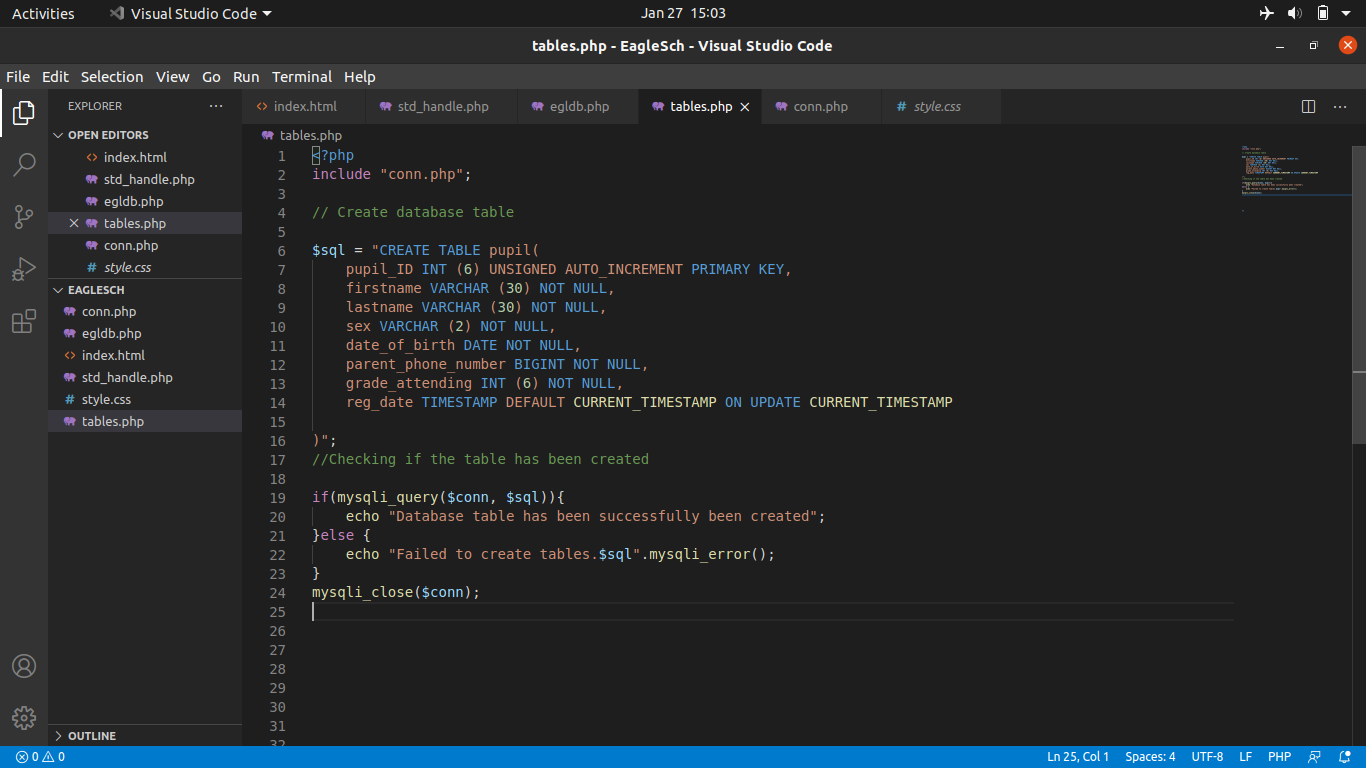 Activities Visual Studio Code Jan 27 15:03
tables.php - EagleSch - Visual Studio Code
File Edit Selection View Go Run Terminal Help
EXPLORER
OPEN EDITORS
index.html
std_handle.php
egldb.php
tables.php
conn.php
style.css
EAGLESCH
conn.php
egldb.php
index.html
std_handle.php
style.css
tables.php
OUTLINE
index.html std_handle.php egldb.php tables.php conn.php style.css
tables.php
1 <?php
2 include "conn.php";
3
4 // Create database table
5
6 $sql = "CREATE TABLE pupil(
7 pupil_ID INT (6) UNSIGNED AUTO_INCREMENT PRIMARY KEY,
8 firstname VARCHAR (30) NOT NULL,
9 lastname VARCHAR (30) NOT NULL,
10 sex VARCHAR (2) NOT NULL,
11 date_of_birth DATE NOT NULL,
12 parent_phone_number BIGINT NOT NULL,
13 grade_attending INT (6) NOT NULL,
14 reg_date TIMESTAMP DEFAULT CURRENT_TIMESTAMP ON UPDATE CURRENT_TIMESTAMP
15
16 )";
17 //Checking if the table has been created
18
19 if(mysqli_query($conn, $sql)){
20 echo "Database table has been successfully been created";
21 }else {
22 echo "Failed to create tables.$sql".mysqli_error();
23 }
24 mysqli_close($conn);
25
26
27
28
29
30
31
32
0 0 Ln 25, Col 1 Spaces: 4 UTF-8 LF PHP